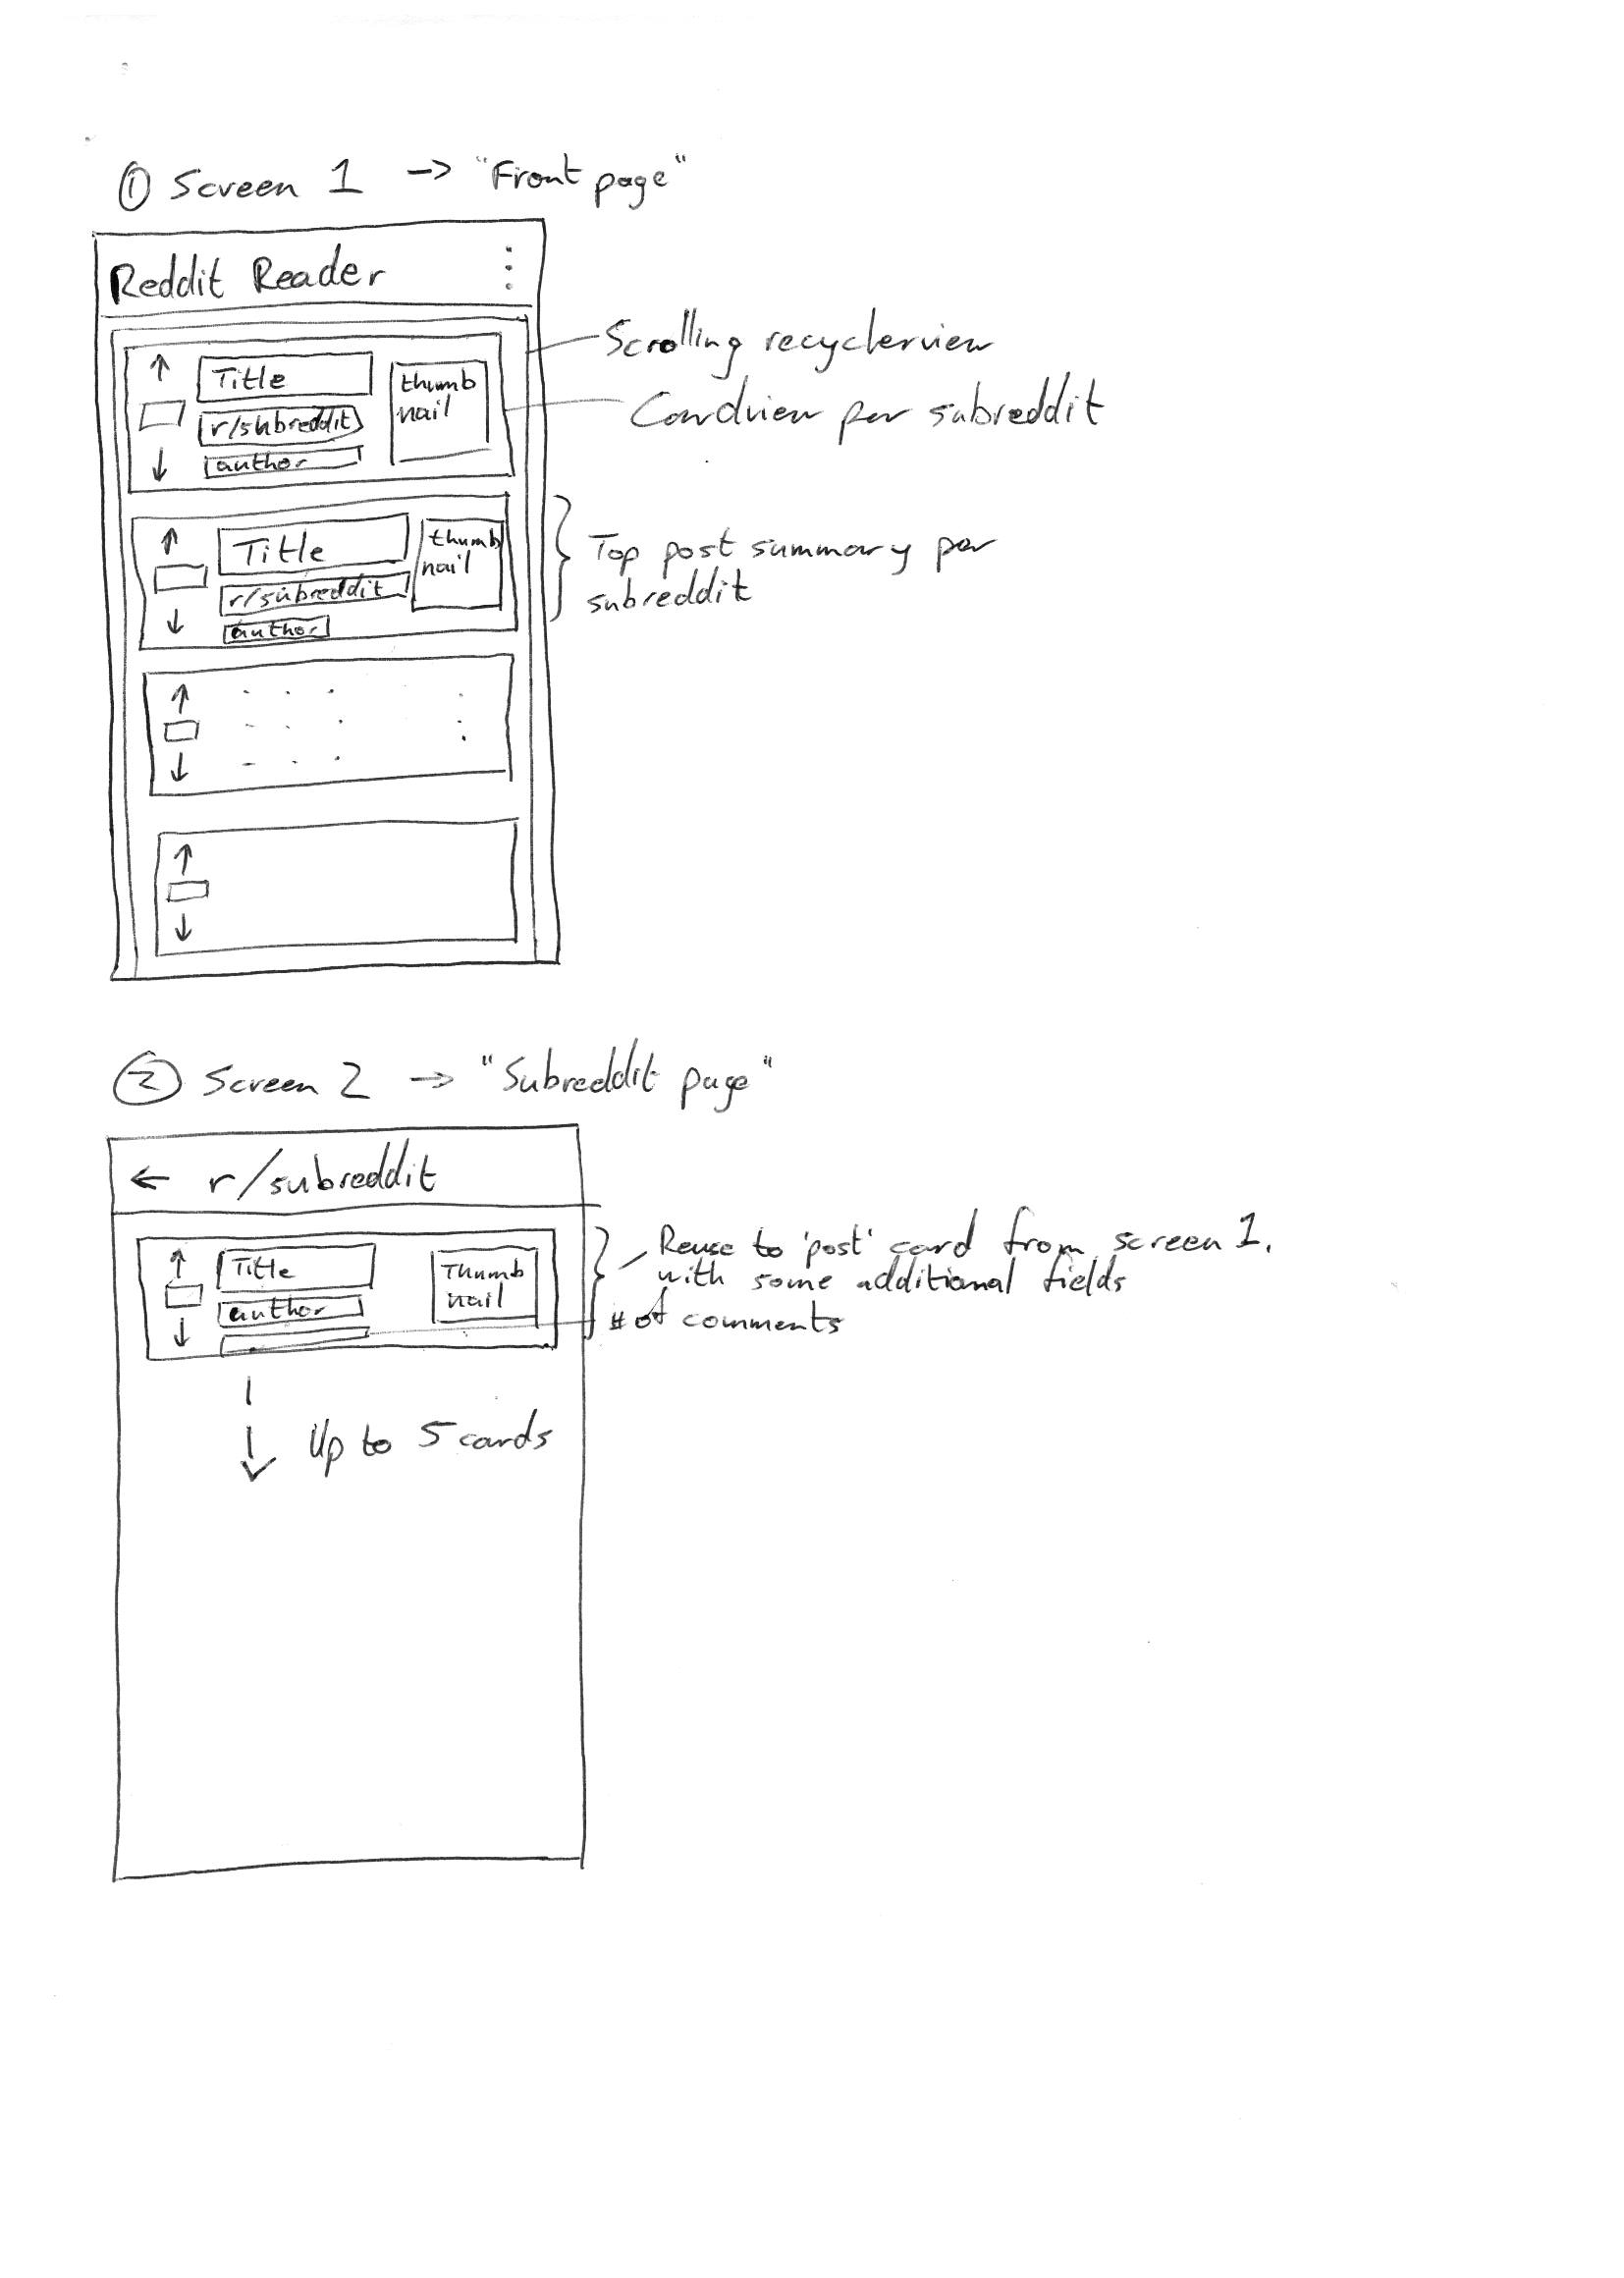 ① Screen 1 → "Front page"
Reddit Reader
Scrolling recyclerview
Cardview per subreddit
↑
Title
r/subreddit
author
↓
thumb
nail
Top post summary per
subreddit
↑
Title
r/subreddit
author
↓
thumb
nail
↑
↓
↑
↓
② Screen 2 → "Subreddit page"
← r/subreddit
↑
Title
author
↓
Thumb
nail
Reuse to 'post' card from screen 1.
with some additional fields
# of comments
Up to 5 cards